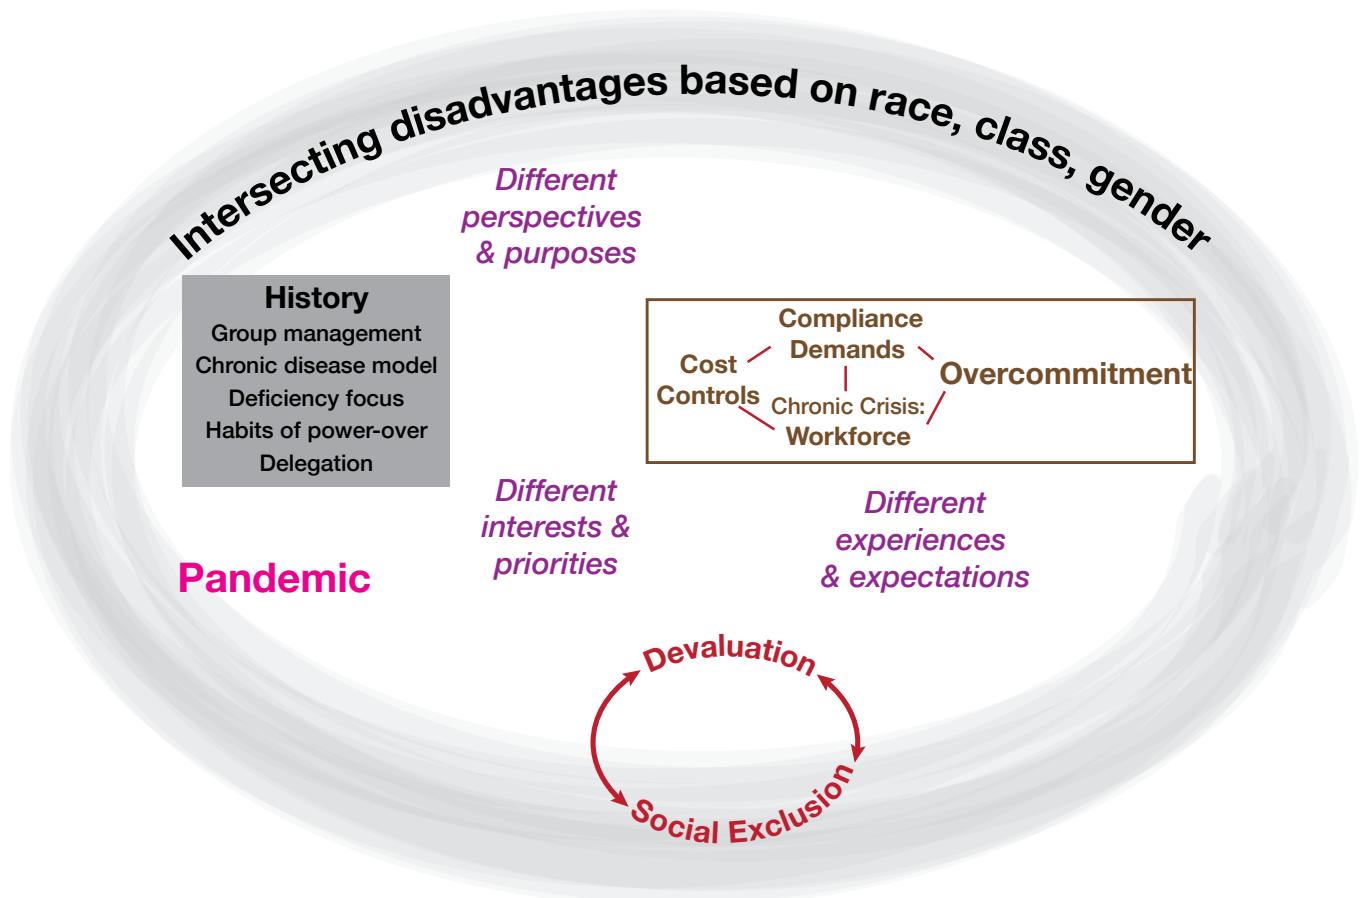 Intersecting disadvantages based on race, class, gender
Different
perspectives
& purposes
History
Group management
Chronic disease model
Deficiency focus
Habits of power-over
Delegation
Compliance
Demands
Cost
Controls
Overcommitment
Chronic Crisis:
Workforce
Different
interests &
priorities
Different
experiences
& expectations
Pandemic
Devaluation
Social Exclusion